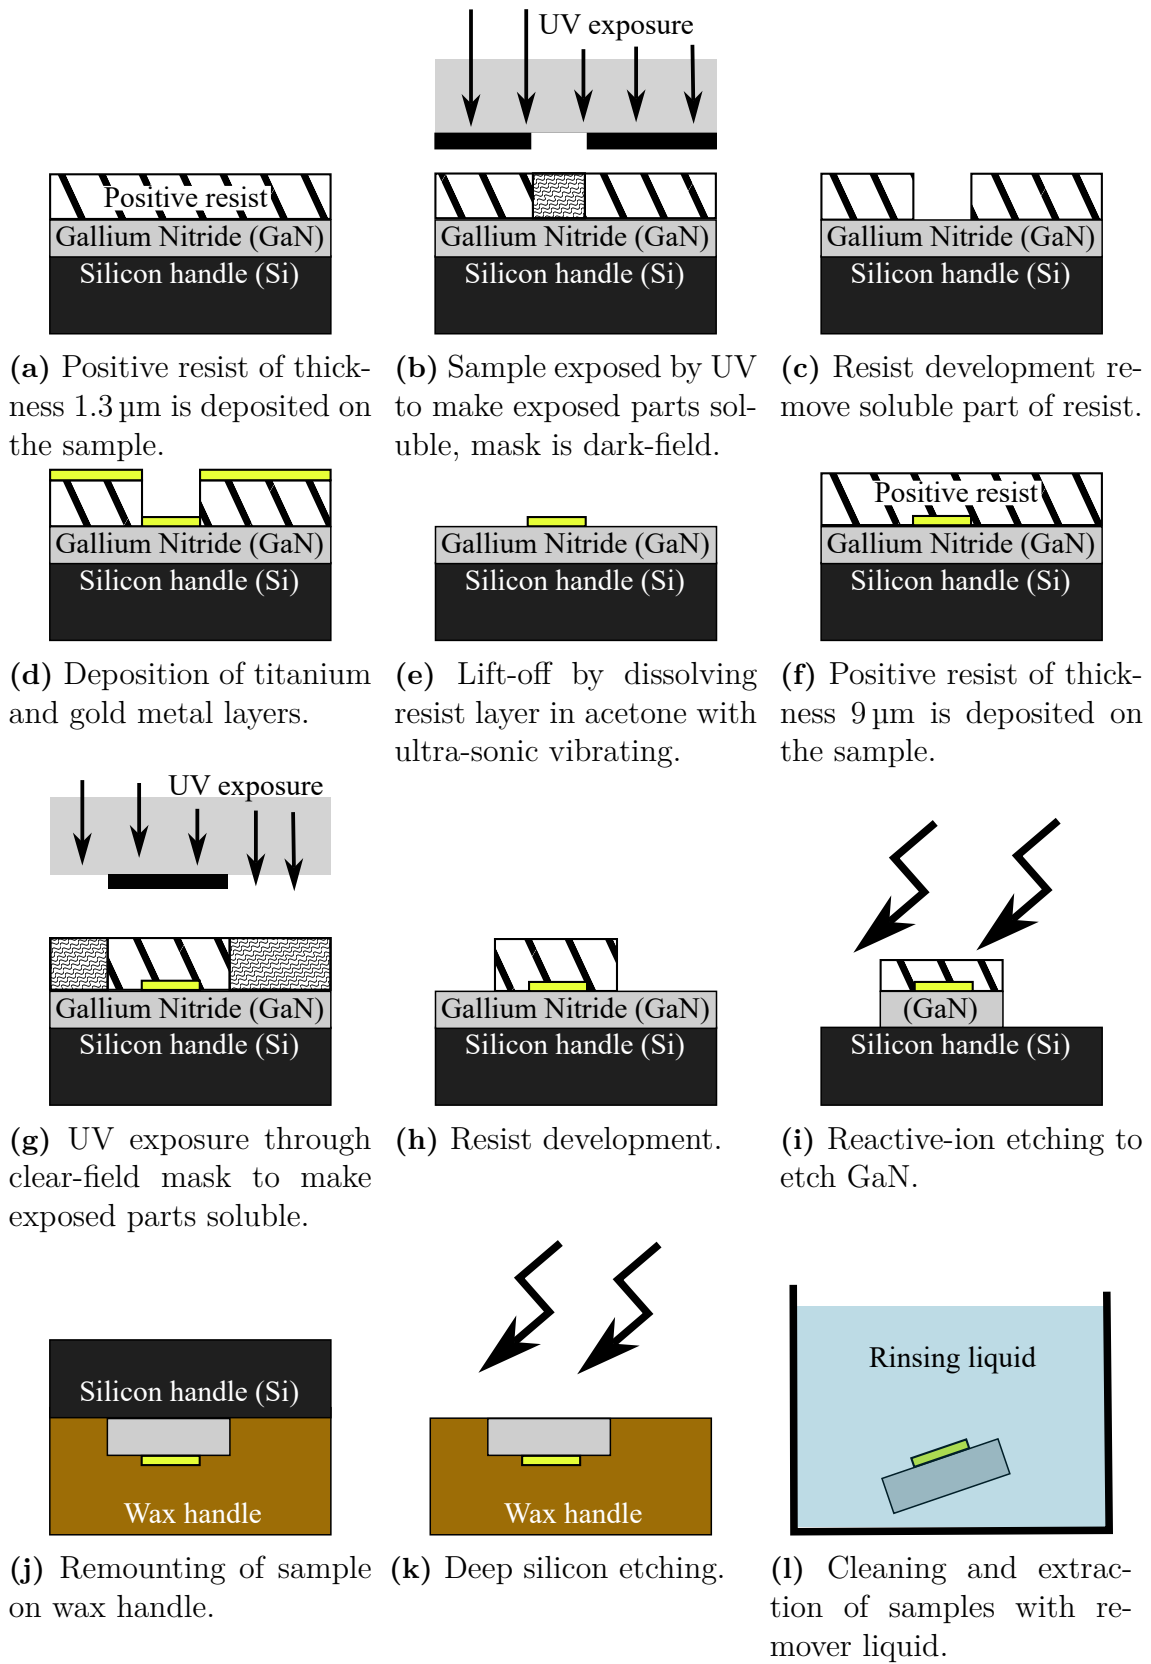 UV exposure
Positive resist
Gallium Nitride (GaN)
Silicon handle (Si)
Gallium Nitride (GaN)
Silicon handle (Si)
Gallium Nitride (GaN)
Silicon handle (Si)
(a) Positive resist of thick-
ness 1.3 µm is deposited on
the sample.
(b) Sample exposed by UV
to make exposed parts sol-
uble, mask is dark-field.
(c) Resist development re-
move soluble part of resist.
Gallium Nitride (GaN)
Silicon handle (Si)
Gallium Nitride (GaN)
Silicon handle (Si)
Positive resist
Gallium Nitride (GaN)
Silicon handle (Si)
(d) Deposition of titanium
and gold metal layers.
(e) Lift-off by dissolving
resist layer in acetone with
ultra-sonic vibrating.
(f) Positive resist of thick-
ness 9 µm is deposited on
the sample.
UV exposure
Gallium Nitride (GaN)
Silicon handle (Si)
Gallium Nitride (GaN)
Silicon handle (Si)
(GaN)
Silicon handle (Si)
(g) UV exposure through
clear-field mask to make
exposed parts soluble.
(h) Resist development.
(i) Reactive-ion etching to
etch GaN.
Silicon handle (Si)
Wax handle
Wax handle
Rinsing liquid
(j) Remounting of sample
on wax handle.
(k) Deep silicon etching.
(l) Cleaning and extrac-
tion of samples with re-
mover liquid.